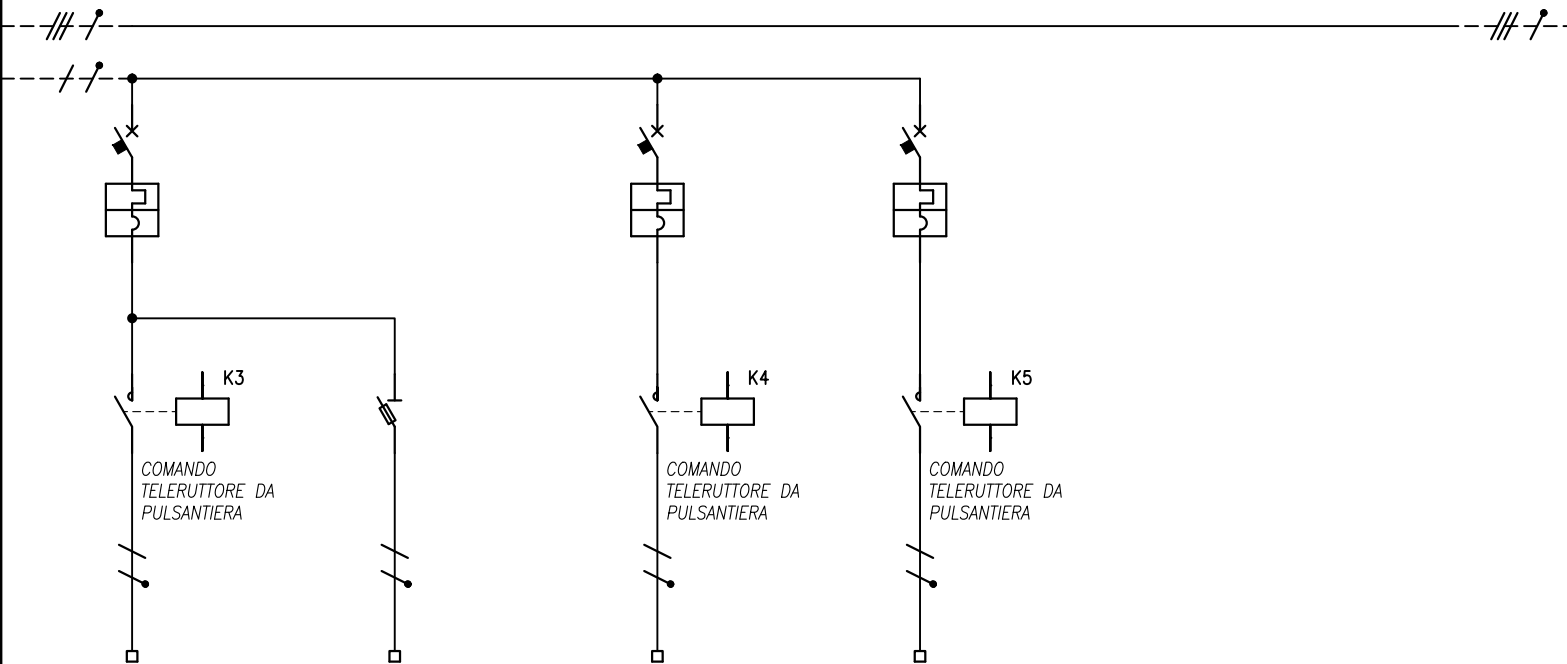 K3
COMANDO
TELERUTTORE DA
PULSANTIERA
K4
COMANDO
TELERUTTORE DA
PULSANTIERA
K5
COMANDO
TELERUTTORE DA
PULSANTIERA